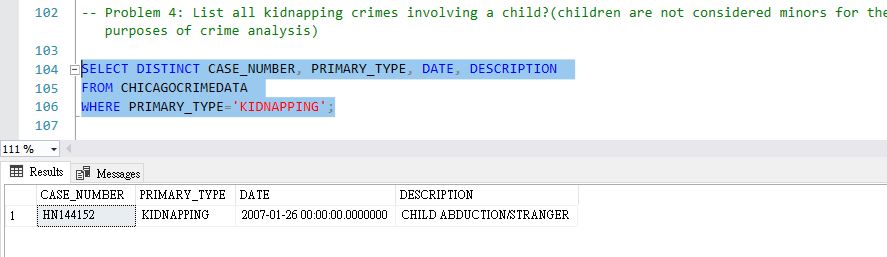 102 -- Problem 4: List all kidnapping crimes involving a child?(children are not considered minors for the
purposes of crime analysis)
103
104 SELECT DISTINCT CASE_NUMBER, PRIMARY_TYPE, DATE, DESCRIPTION
105 FROM CHICAGOCRIMEDATA
106 WHERE PRIMARY_TYPE='KIDNAPPING';
107
111 %
Results Messages
CASE_NUMBER PRIMARY_TYPE DATE DESCRIPTION
1 HN144152 KIDNAPPING 2007-01-26 00:00:00.0000000 CHILD ABDUCTION/STRANGER